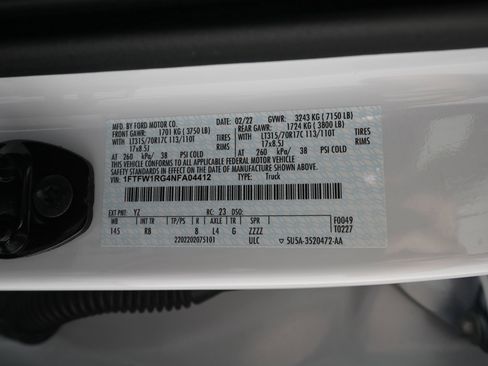 MFD. BY FORD MOTOR CO.
DATE: 02/22 GVWR: 3243 KG ( 7150 LB)
FRONT GAWR: 1701 KG ( 3750 LB) REAR GAWR: 1724 KG ( 3800 LB)
WITH LT315/70R17C 113/110T TIRES WITH LT315/70R17C 113/110T TIRES
17x8.5J RIMS 17x8.5J RIMS
AT 260 kPa/ 38 PSI COLD AT 260 kPa/ 38 PSI COLD
THIS VEHICLE CONFORMS TO ALL APPLICABLE FEDERAL MOTOR VEHICLE
SAFETY STANDARDS IN EFFECT ON THE DATE OF MANUFACTURE SHOWN ABOVE.
VIN: 1FTFW1RG4NFA04412 TYPE: Truck
EXT PNT: YZ RC: 23 DSO: F0049
WB BRK INT TR TP/PS R AXLE TR SPR T0227
145 RB 8 L4 G ZZZZ
2202202075101 ULC 5U5A-3520472-AA